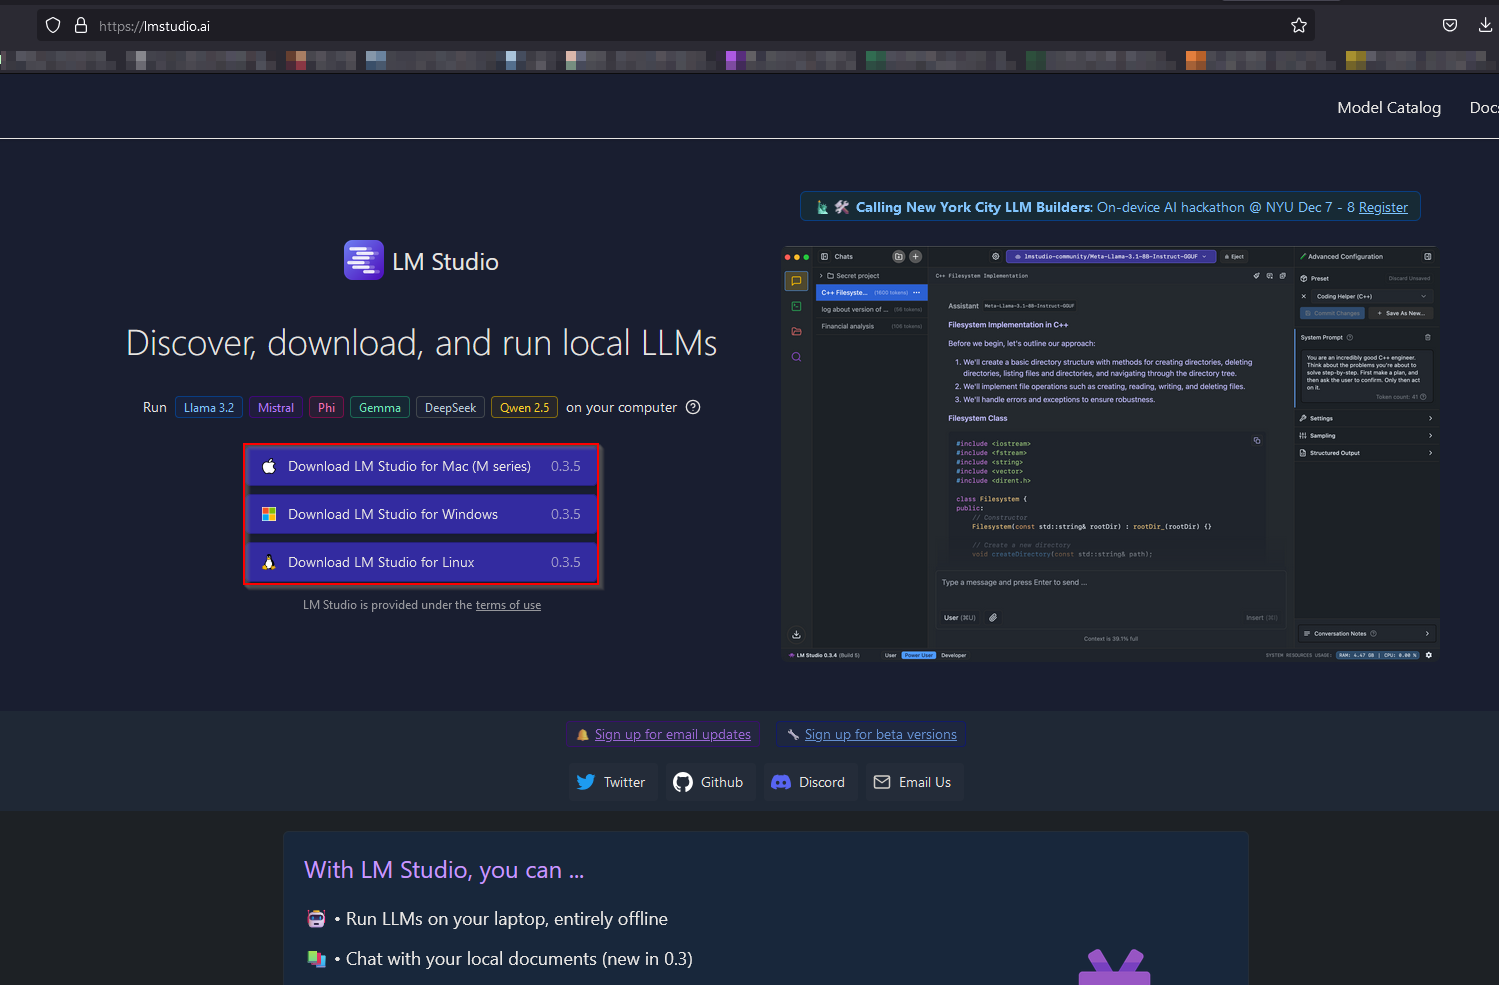 https://lmstudio.ai
Model Catalog
Docs
Calling New York City LLM Builders: On-device AI hackathon @ NYU Dec 7 - 8 Register
LM Studio
Discover, download, and run local LLMs
Run Llama 3.2 Mistral Phi Gemma DeepSeek Qwen 2.5 on your computer
Download LM Studio for Mac (M series) 0.3.5
Download LM Studio for Windows 0.3.5
Download LM Studio for Linux 0.3.5
LM Studio is provided under the terms of use
Chats
lmstudio-community/Meta-Llama-3.1-8B-Instruct-GGUF
Eject
Advanced Configuration
Secret project
C++ Filesyste... (1600 tokens) ...
log about version of ...
Financial analysis
C++ Filesystem Implementation
Assistant Meta-Llama-3.1-8B-Instruct-GGUF
Filesystem Implementation in C++
Before we begin, let's outline our approach:
1. We'll create a basic directory structure with methods for creating directories, deleting
directories, listing files and directories, and navigating through the directory tree.
2. We'll implement file operations such as creating, reading, writing, and deleting files.
3. We'll handle errors and exceptions to ensure robustness.
Filesystem Class
#include <iostream>
#include <fstream>
#include <string>
#include <vector>
#include <dirent.h>
class Filesystem {
public:
// Constructor
Filesystem(const std::string& rootDir) : rootDir_(rootDir) {}
// Create a new directory
void createDirectory(const std::string& path);
Type a message and press Enter to send ...
User (⌘U)
Insert (⌘I)
Context is 39.1% full
Preset
Discard Unsaved
Coding Helper (C++)
Commit Changes
+ Save As New...
System Prompt
You are an incredibly good C++ engineer.
Think about the problems you're about to
solve step-by-step. First make a plan, and
then ask the user to confirm. Only then act
on it.
Token count: 41
Settings
Sampling
Structured Output
Conversation Notes
LM Studio 0.3.4 (Build 5)
User Power User Developer
SYSTEM RESOURCES USAGE: RAM: 4.47 GB | CPU: 0.00 %
Sign up for email updates
Sign up for beta versions
Twitter
Github
Discord
Email Us
With LM Studio, you can ...
• Run LLMs on your laptop, entirely offline
• Chat with your local documents (new in 0.3)